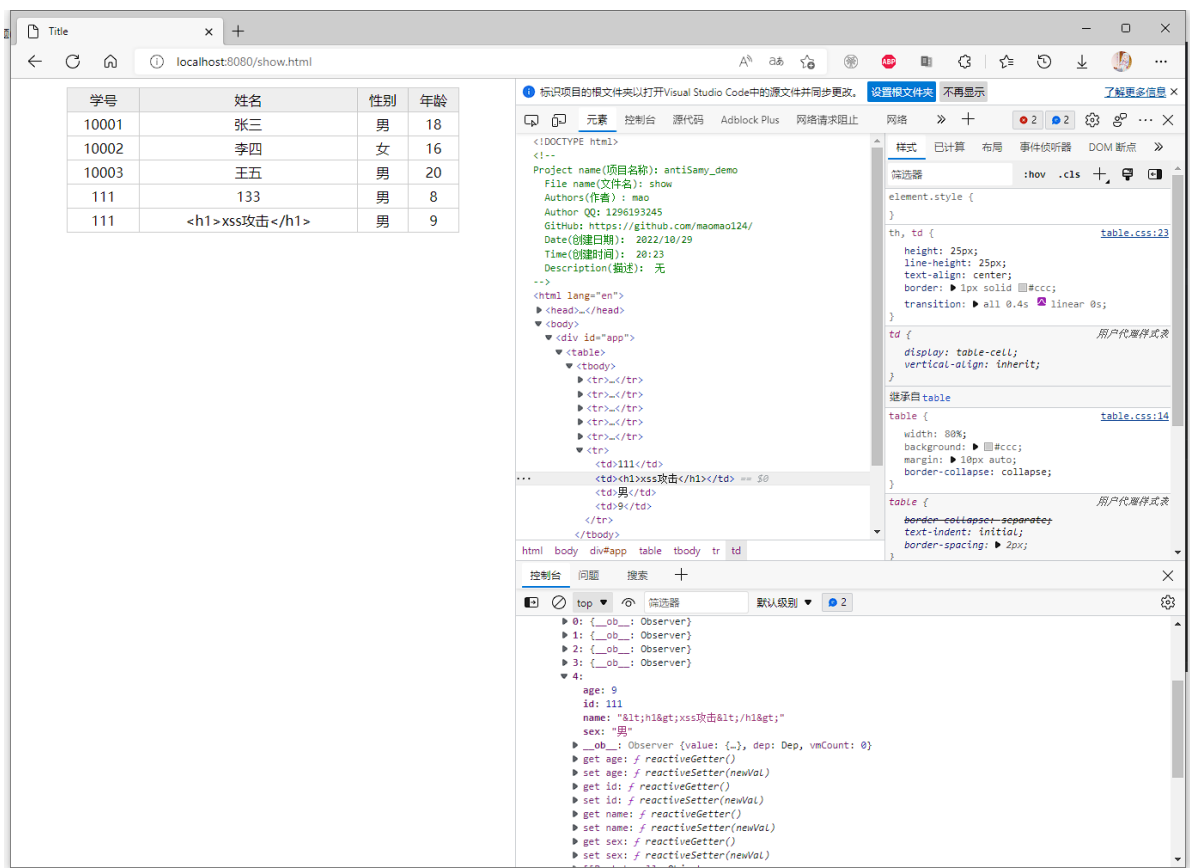 Title
localhost:8080/show.html
学号 姓名 性别 年龄
10001 张三 男 18
10002 李四 女 16
10003 王五 男 20
111 133 男 8
111 <h1>xss攻击</h1> 男 9
标识项目的根文件夹以打开Visual Studio Code中的源文件并同步更改。 设置根文件夹 不再显示 了解更多信息
元素 控制台 源代码 Adblock Plus 网络请求阻止 网络 2 2
<!DOCTYPE html>
<!--
Project name(项目名称): antiSamy_demo
File name(文件名): show
Authors(作者) : mao
Author QQ: 1296193245
GitHub: https://github.com/maomao124/
Date(创建日期): 2022/10/29
Time(创建时间): 20:23
Description(描述): 无
-->
<html lang="en">
<head>…</head>
<body>
<div id="app">
<table>
<tbody>
<tr>…</tr>
<tr>…</tr>
<tr>…</tr>
<tr>…</tr>
<tr>…</tr>
<tr>
<td>111</td>
<td><h1>xss攻击</h1></td> == $0
<td>男</td>
<td>9</td>
</tr>
</tbody>
html body div#app table tbody tr td
样式 已计算 布局 事件侦听器 DOM 断点
筛选器 :hov .cls
element.style {
}
th, td { table.css:23
height: 25px;
line-height: 25px;
text-align: center;
border: 1px solid #ccc;
transition: all 0.4s linear 0s;
}
td { 用户代理样式表
display: table-cell;
vertical-align: inherit;
}
继承自 table
table { table.css:14
width: 80%;
background: #ccc;
margin: 10px auto;
border-collapse: collapse;
}
table { 用户代理样式表
border-collapse: separate;
text-indent: initial;
border-spacing: 2px;
}
控制台 问题 搜索
top 筛选器 默认级别 2
0: {__ob__: Observer}
1: {__ob__: Observer}
2: {__ob__: Observer}
3: {__ob__: Observer}
4:
age: 9
id: 111
name: "&lt;h1&gt;xss攻击&lt;/h1&gt;"
sex: "男"
__ob__: Observer {value: {…}, dep: Dep, vmCount: 0}
get age: ƒ reactiveGetter()
set age: ƒ reactiveSetter(newVal)
get id: ƒ reactiveGetter()
set id: ƒ reactiveSetter(newVal)
get name: ƒ reactiveGetter()
set name: ƒ reactiveSetter(newVal)
get sex: ƒ reactiveGetter()
set sex: ƒ reactiveSetter(newVal)